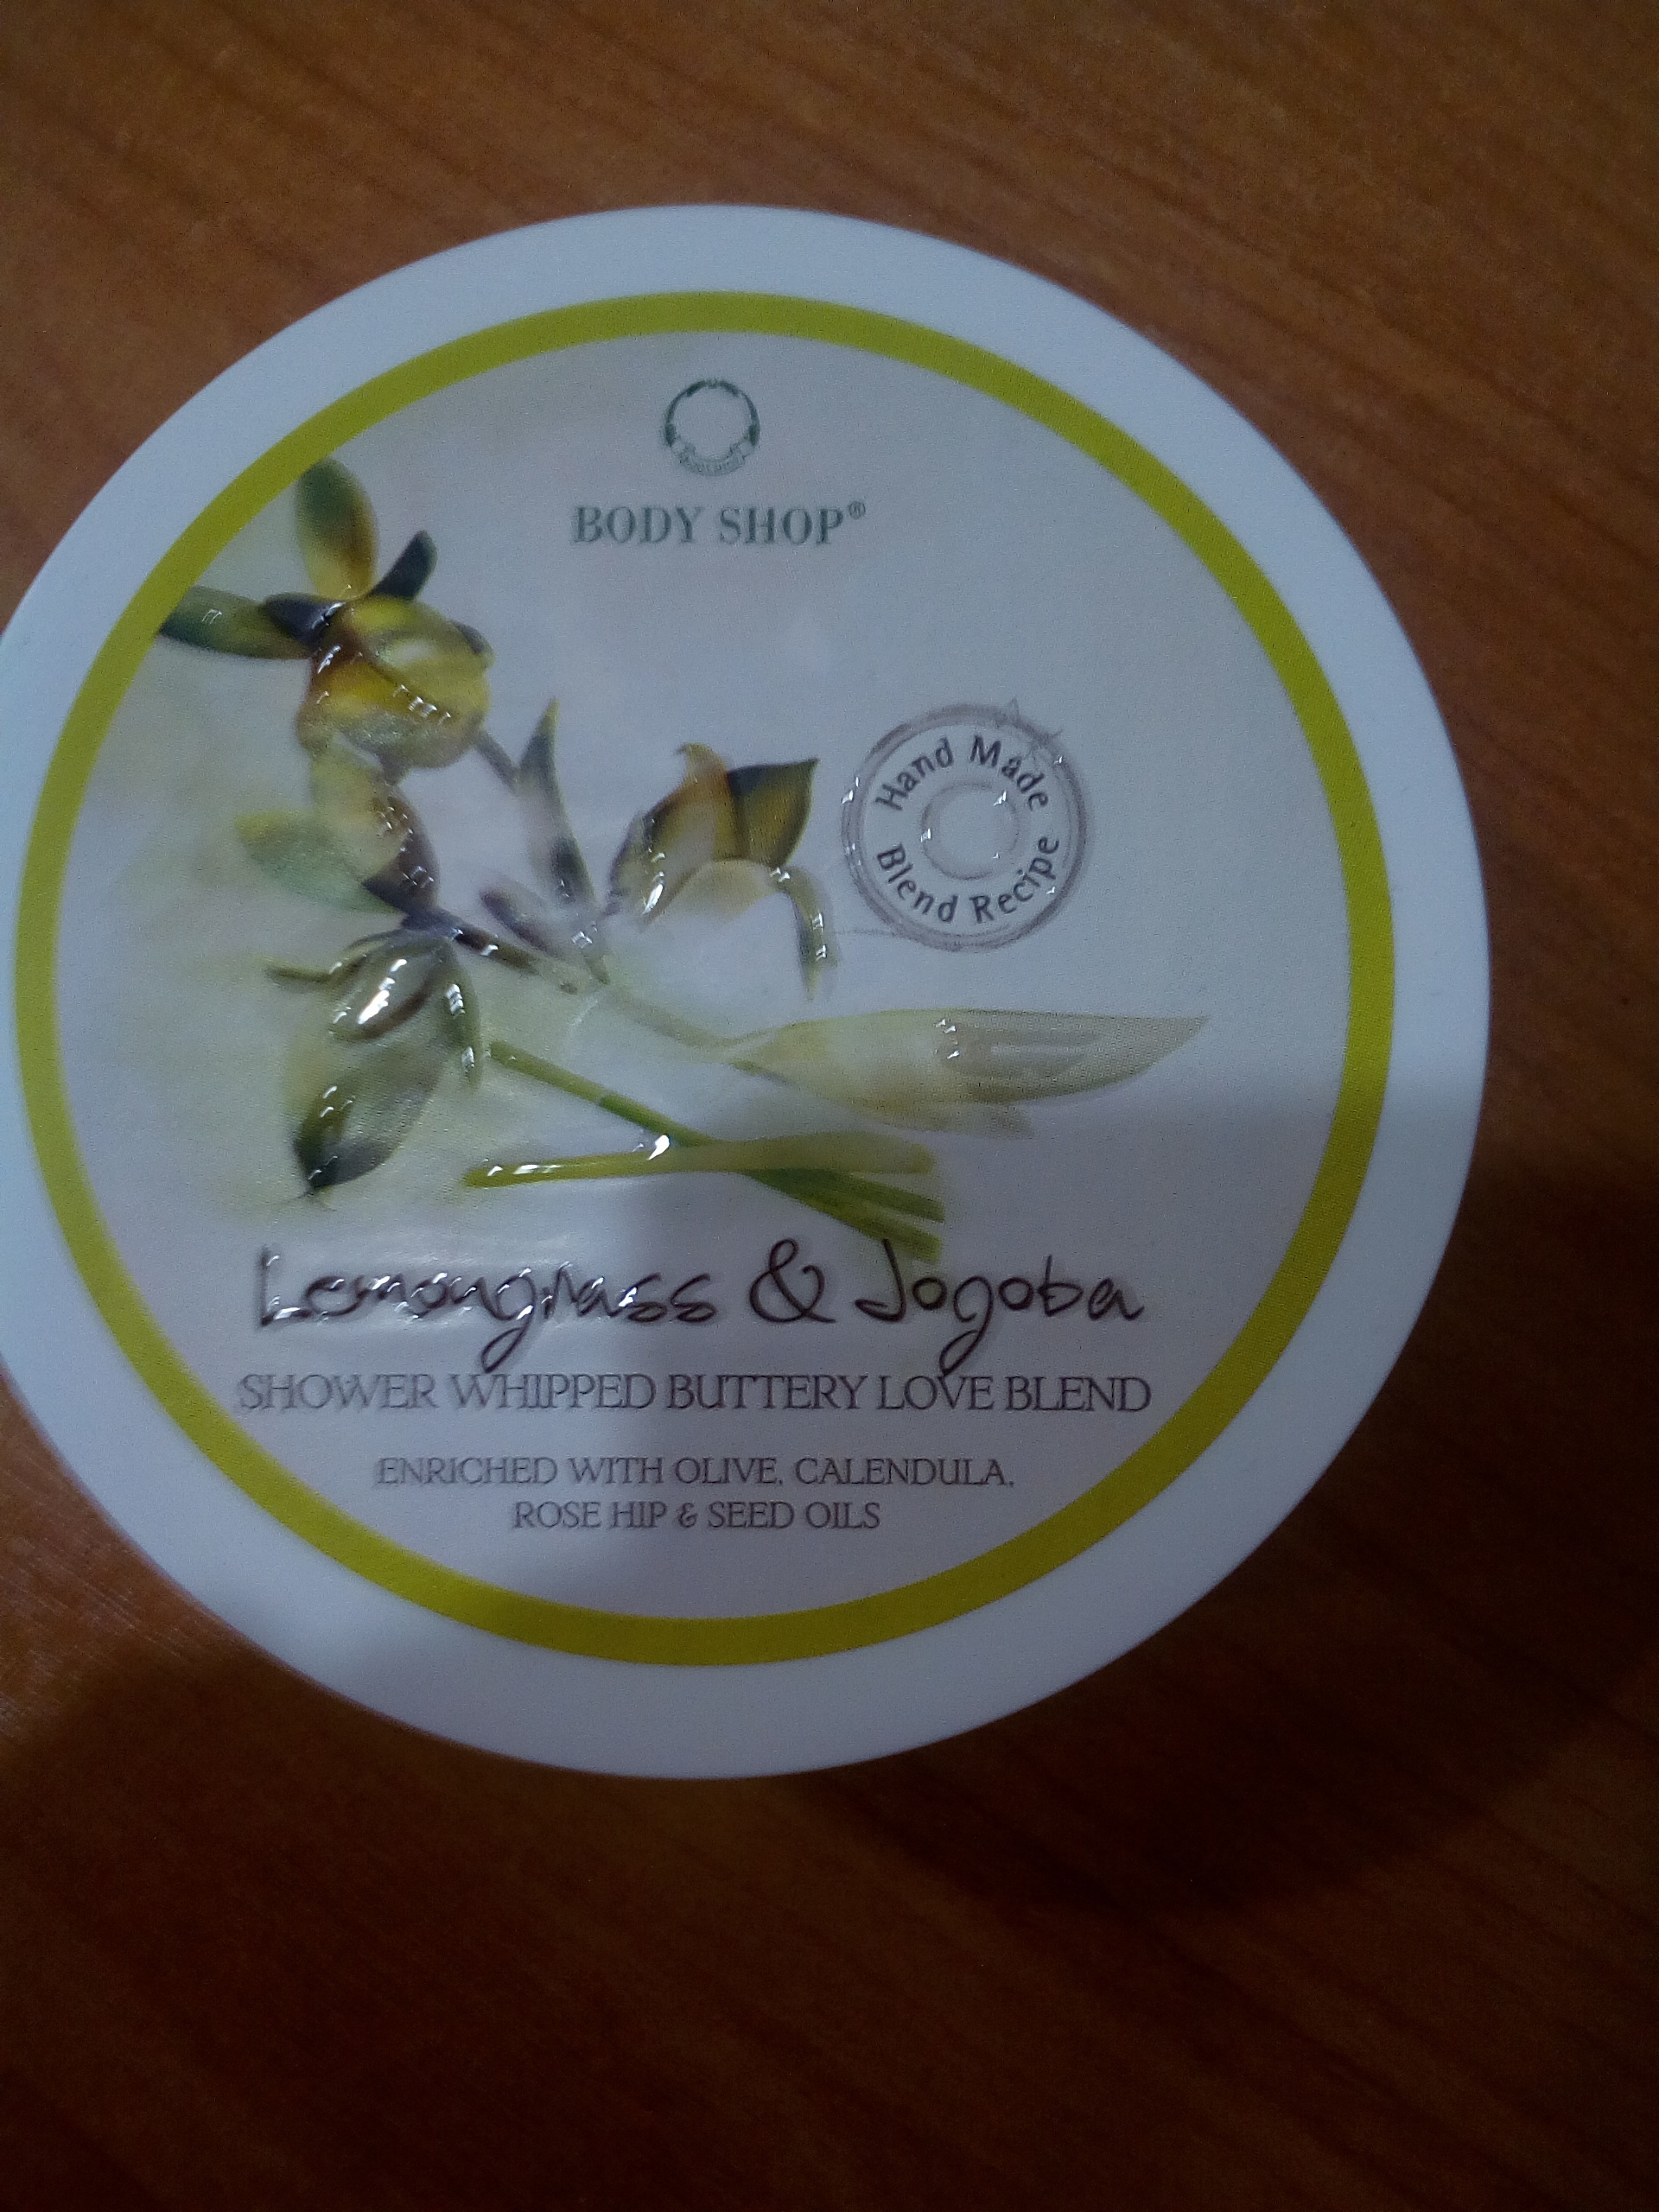 BODY SHOP®
Hand Made
Blend Recipe
Lemongrass & Jogoba
SHOWER WHIPPED BUTTERY LOVE BLEND
ENRICHED WITH OLIVE, CALENDULA,
ROSE HIP & SEED OILS